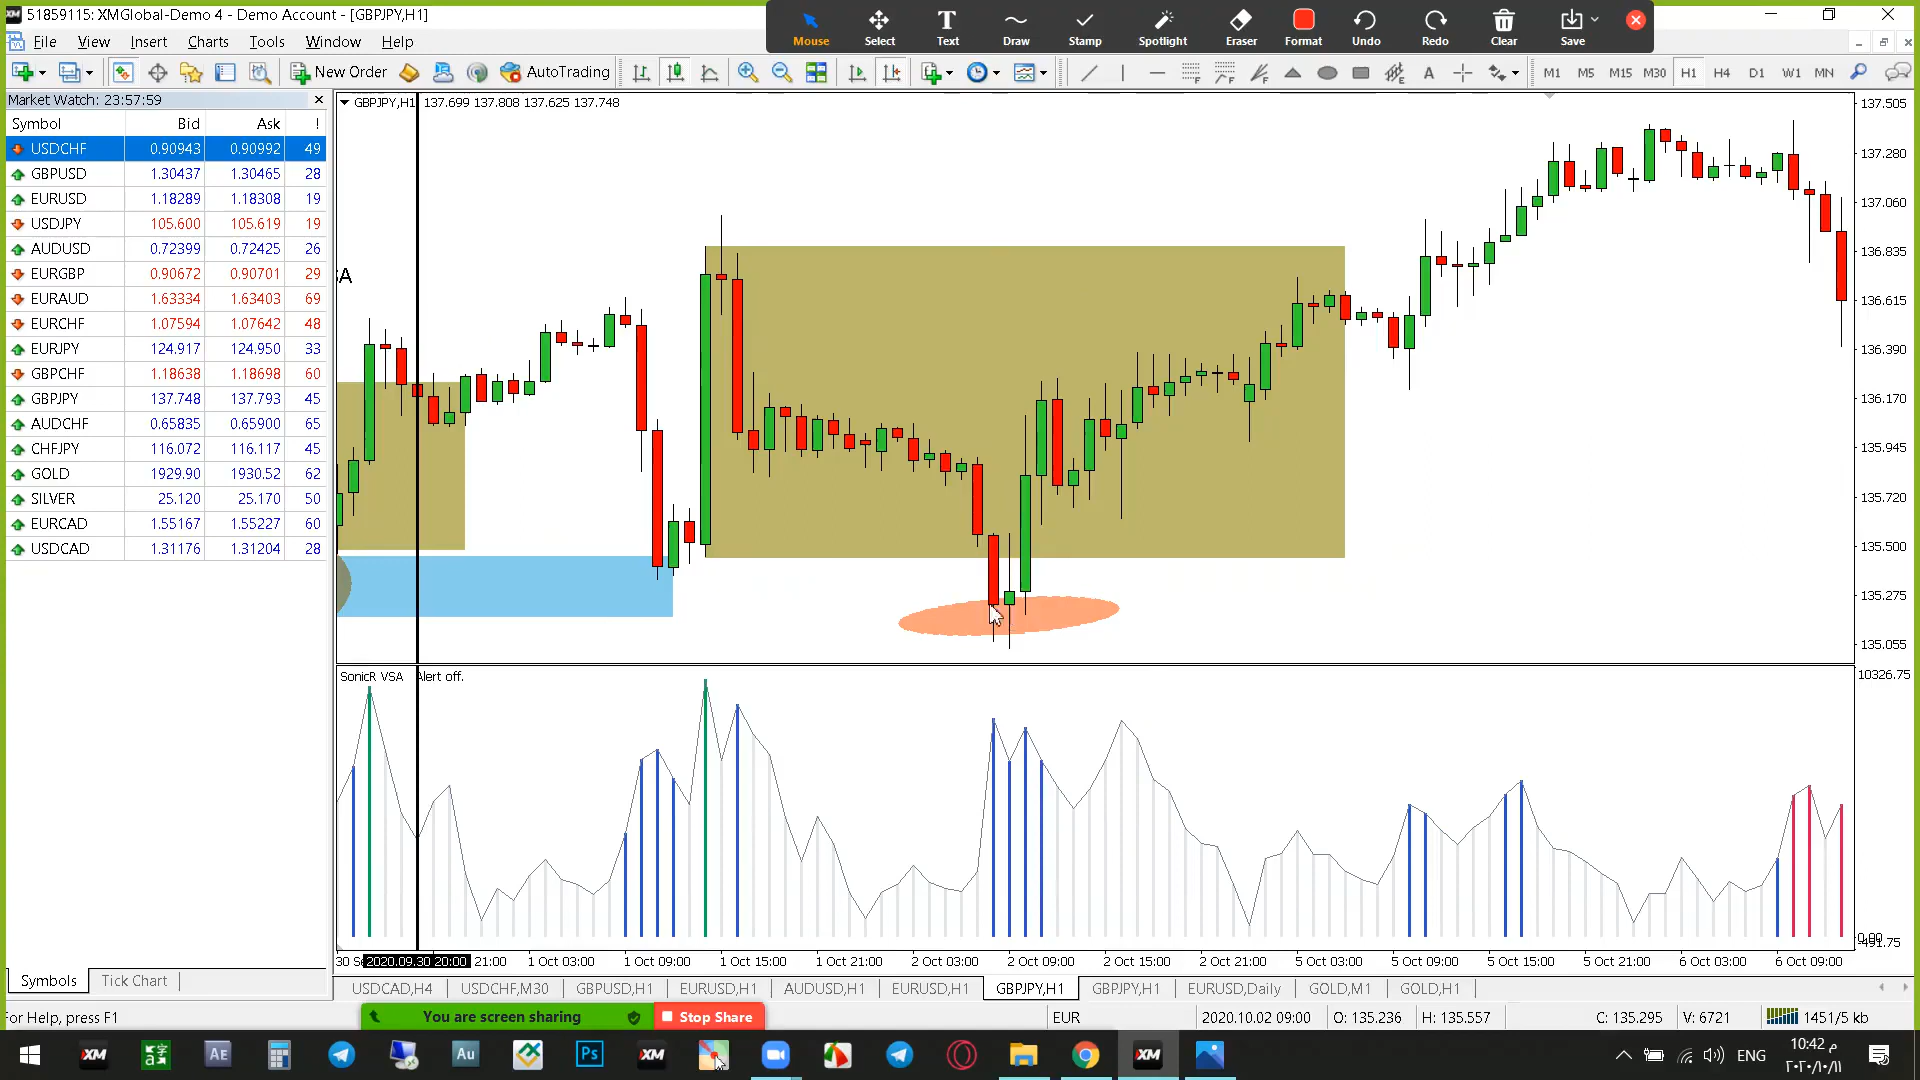 51859115: XMGlobal-Demo 4 - Demo Account - [GBPJPY,H1]
Mouse Select Text Draw Stamp Spotlight Eraser Format Undo Redo Clear Save
File View Insert Charts Tools Window Help
New Order AutoTrading M1 M5 M15 M30 H1 H4 D1 W1 MN
Market Watch: 23:57:59
GBPJPY,H1 137.699 137.808 137.625 137.748
Symbol Bid Ask !
USDCHF 0.90943 0.90992 49
GBPUSD 1.30437 1.30465 28
EURUSD 1.18289 1.18308 19
USDJPY 105.600 105.619 19
AUDUSD 0.72399 0.72425 26
EURGBP 0.90672 0.90701 29
EURAUD 1.63334 1.63403 69
EURCHF 1.07594 1.07642 48
EURJPY 124.917 124.950 33
GBPCHF 1.18638 1.18698 60
GBPJPY 137.748 137.793 45
AUDCHF 0.65835 0.65900 65
CHFJPY 116.072 116.117 45
GOLD 1929.90 1930.52 62
SILVER 25.120 25.170 50
EURCAD 1.55167 1.55227 60
USDCAD 1.31176 1.31204 28
137.505
137.280
137.060
136.835
136.615
136.390
136.170
135.945
135.720
135.500
135.275
135.055
SonicR VSA Alert off.
10326.75
0.00
-491.75
2020.09.30 20:00 21:00 1 Oct 03:00 1 Oct 09:00 1 Oct 15:00 1 Oct 21:00 2 Oct 03:00 2 Oct 09:00 2 Oct 15:00 2 Oct 21:00 5 Oct 03:00 5 Oct 09:00 5 Oct 15:00 5 Oct 21:00 6 Oct 03:00 6 Oct 09:00
Symbols Tick Chart
USDCAD,H4 USDCHF,M30 GBPUSD,H1 EURUSD,H1 AUDUSD,H1 EURUSD,H1 GBPJPY,H1 GBPJPY,H1 EURUSD,Daily GOLD,M1 GOLD,H1
For Help, press F1
You are screen sharing Stop Share
EUR 2020.10.02 09:00 O: 135.236 H: 135.557 C: 135.295 V: 6721 1451/5 kb
XM AE Au Ps XM XM ENG
10:42 م
٢٠٢٠/١٠/١١